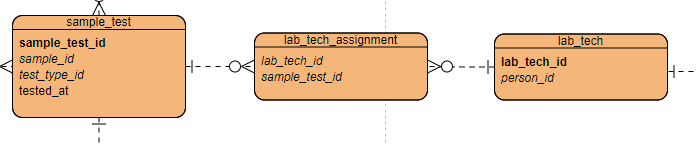 sample_test
sample_test_id
sample_id
test_type_id
tested_at
lab_tech_assignment
lab_tech_id
sample_test_id
lab_tech
lab_tech_id
person_id